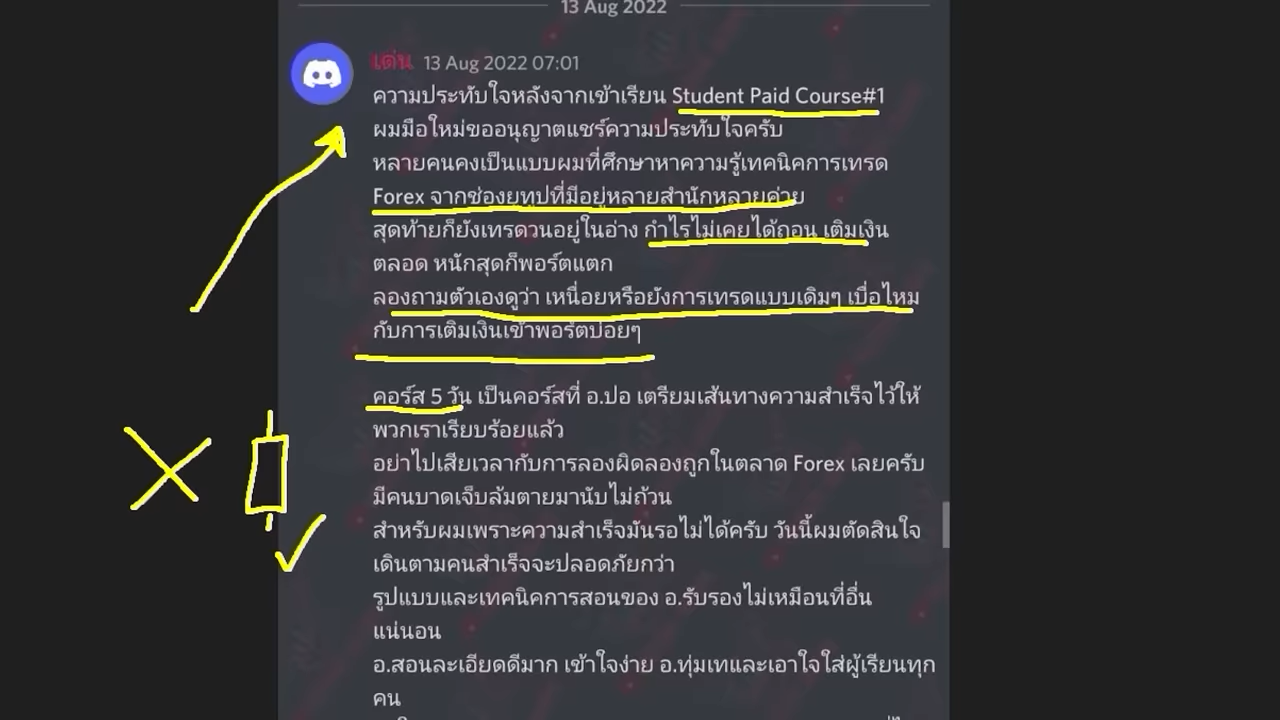 13 Aug 2022
เด่น 13 Aug 2022 07:01
ความประทับใจหลังจากเข้าเรียน Student Paid Course#1
ผมมือใหม่ขออนุญาตแชร์ความประทับใจครับ
หลายคนคงเป็นแบบผมที่ศึกษาหาความรู้เทคนิคการเทรด
Forex จากช่องยูทูปที่มีอยู่หลายสำนักหลายค่าย
สุดท้ายก็ยังเทรดวนอยู่ในอ่าง กำไรไม่เคยได้ถอน เติมเงิน
ตลอด หนักสุดก็พอร์ตแตก
ลองถามตัวเองดูว่า เหนื่อยหรือยังการเทรดแบบเดิมๆ เบื่อไหม
กับการเติมเงินเข้าพอร์ตบ่อยๆ
คอร์ส 5 วัน เป็นคอร์สที่ อ.ปอ เตรียมเส้นทางความสำเร็จไว้ให้
พวกเราเรียบร้อยแล้ว
อย่าไปเสียเวลากับการลองผิดลองถูกในตลาด Forex เลยครับ
มีคนบาดเจ็บล้มตายมานับไม่ถ้วน
สำหรับผมเพราะความสำเร็จมันรอไม่ได้ครับ วันนี้ผมตัดสินใจ
เดินตามคนสำเร็จจะปลอดภัยกว่า
รูปแบบและเทคนิคการสอนของ อ.รับรองไม่เหมือนที่อื่น
แน่นอน
อ.สอนละเอียดดีมาก เข้าใจง่าย อ.ทุ่มเทและเอาใจใส่ผู้เรียนทุก
คน